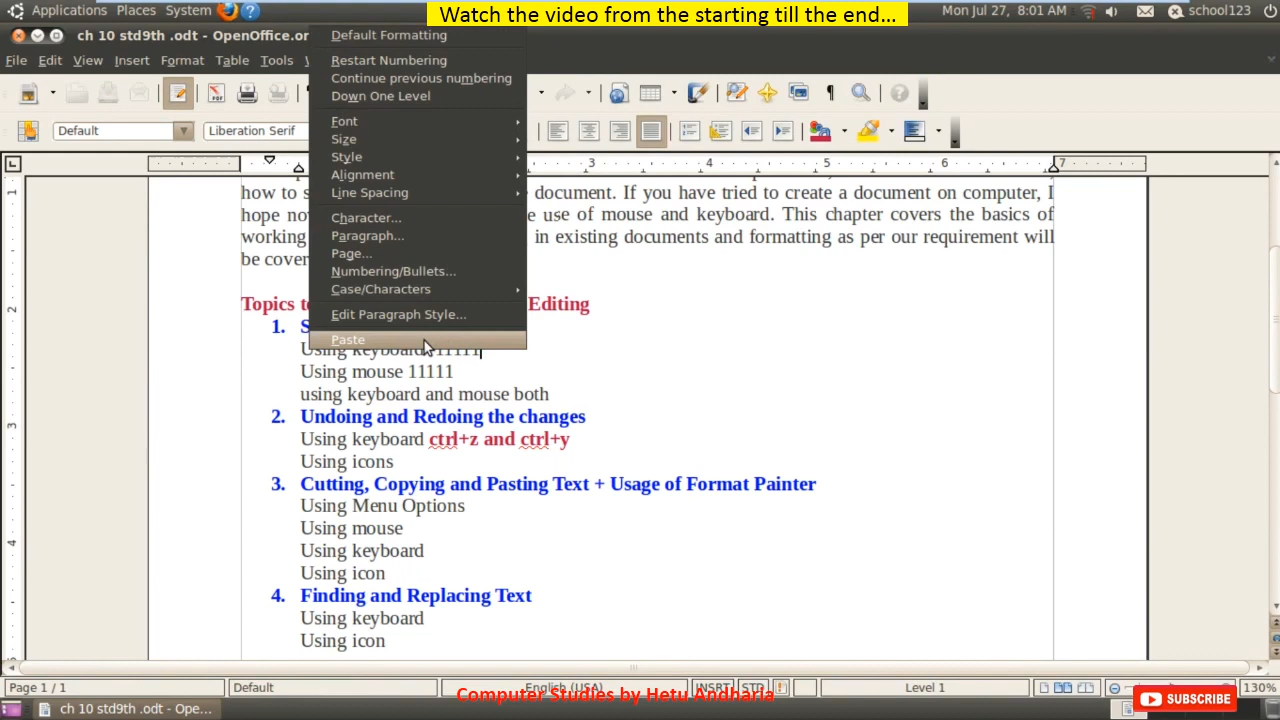 Applications Places System
Watch the video from the starting till the end...
Mon Jul 27, 8:01 AM school123
ch 10 std9th .odt - OpenOffice.or
File Edit View Insert Format Table Tools
Default Formatting
Restart Numbering
Continue previous numbering
Down One Level
Font
Size
Style
Alignment
Line Spacing
Character...
Paragraph...
Page...
Numbering/Bullets...
Case/Characters
Edit Paragraph Style...
Paste
Default Liberation Serif
3 4 5 6 7
how to s document. If you have tried to create a document on computer, I
hope no e use of mouse and keyboard. This chapter covers the basics of
working in existing documents and formatting as per our requirement will
be cover
Topics t Editing
1. S
Using keyboard 11111
Using mouse 11111
using keyboard and mouse both
2. Undoing and Redoing the changes
Using keyboard ctrl+z and ctrl+y
Using icons
3. Cutting, Copying and Pasting Text + Usage of Format Painter
Using Menu Options
Using mouse
Using keyboard
Using icon
4. Finding and Replacing Text
Using keyboard
Using icon
Page 1 / 1 Default English (USA) INSRT STD Level 1 130%
Computer Studies by Hetu Andharia
SUBSCRIBE
ch 10 std9th .odt - Open...